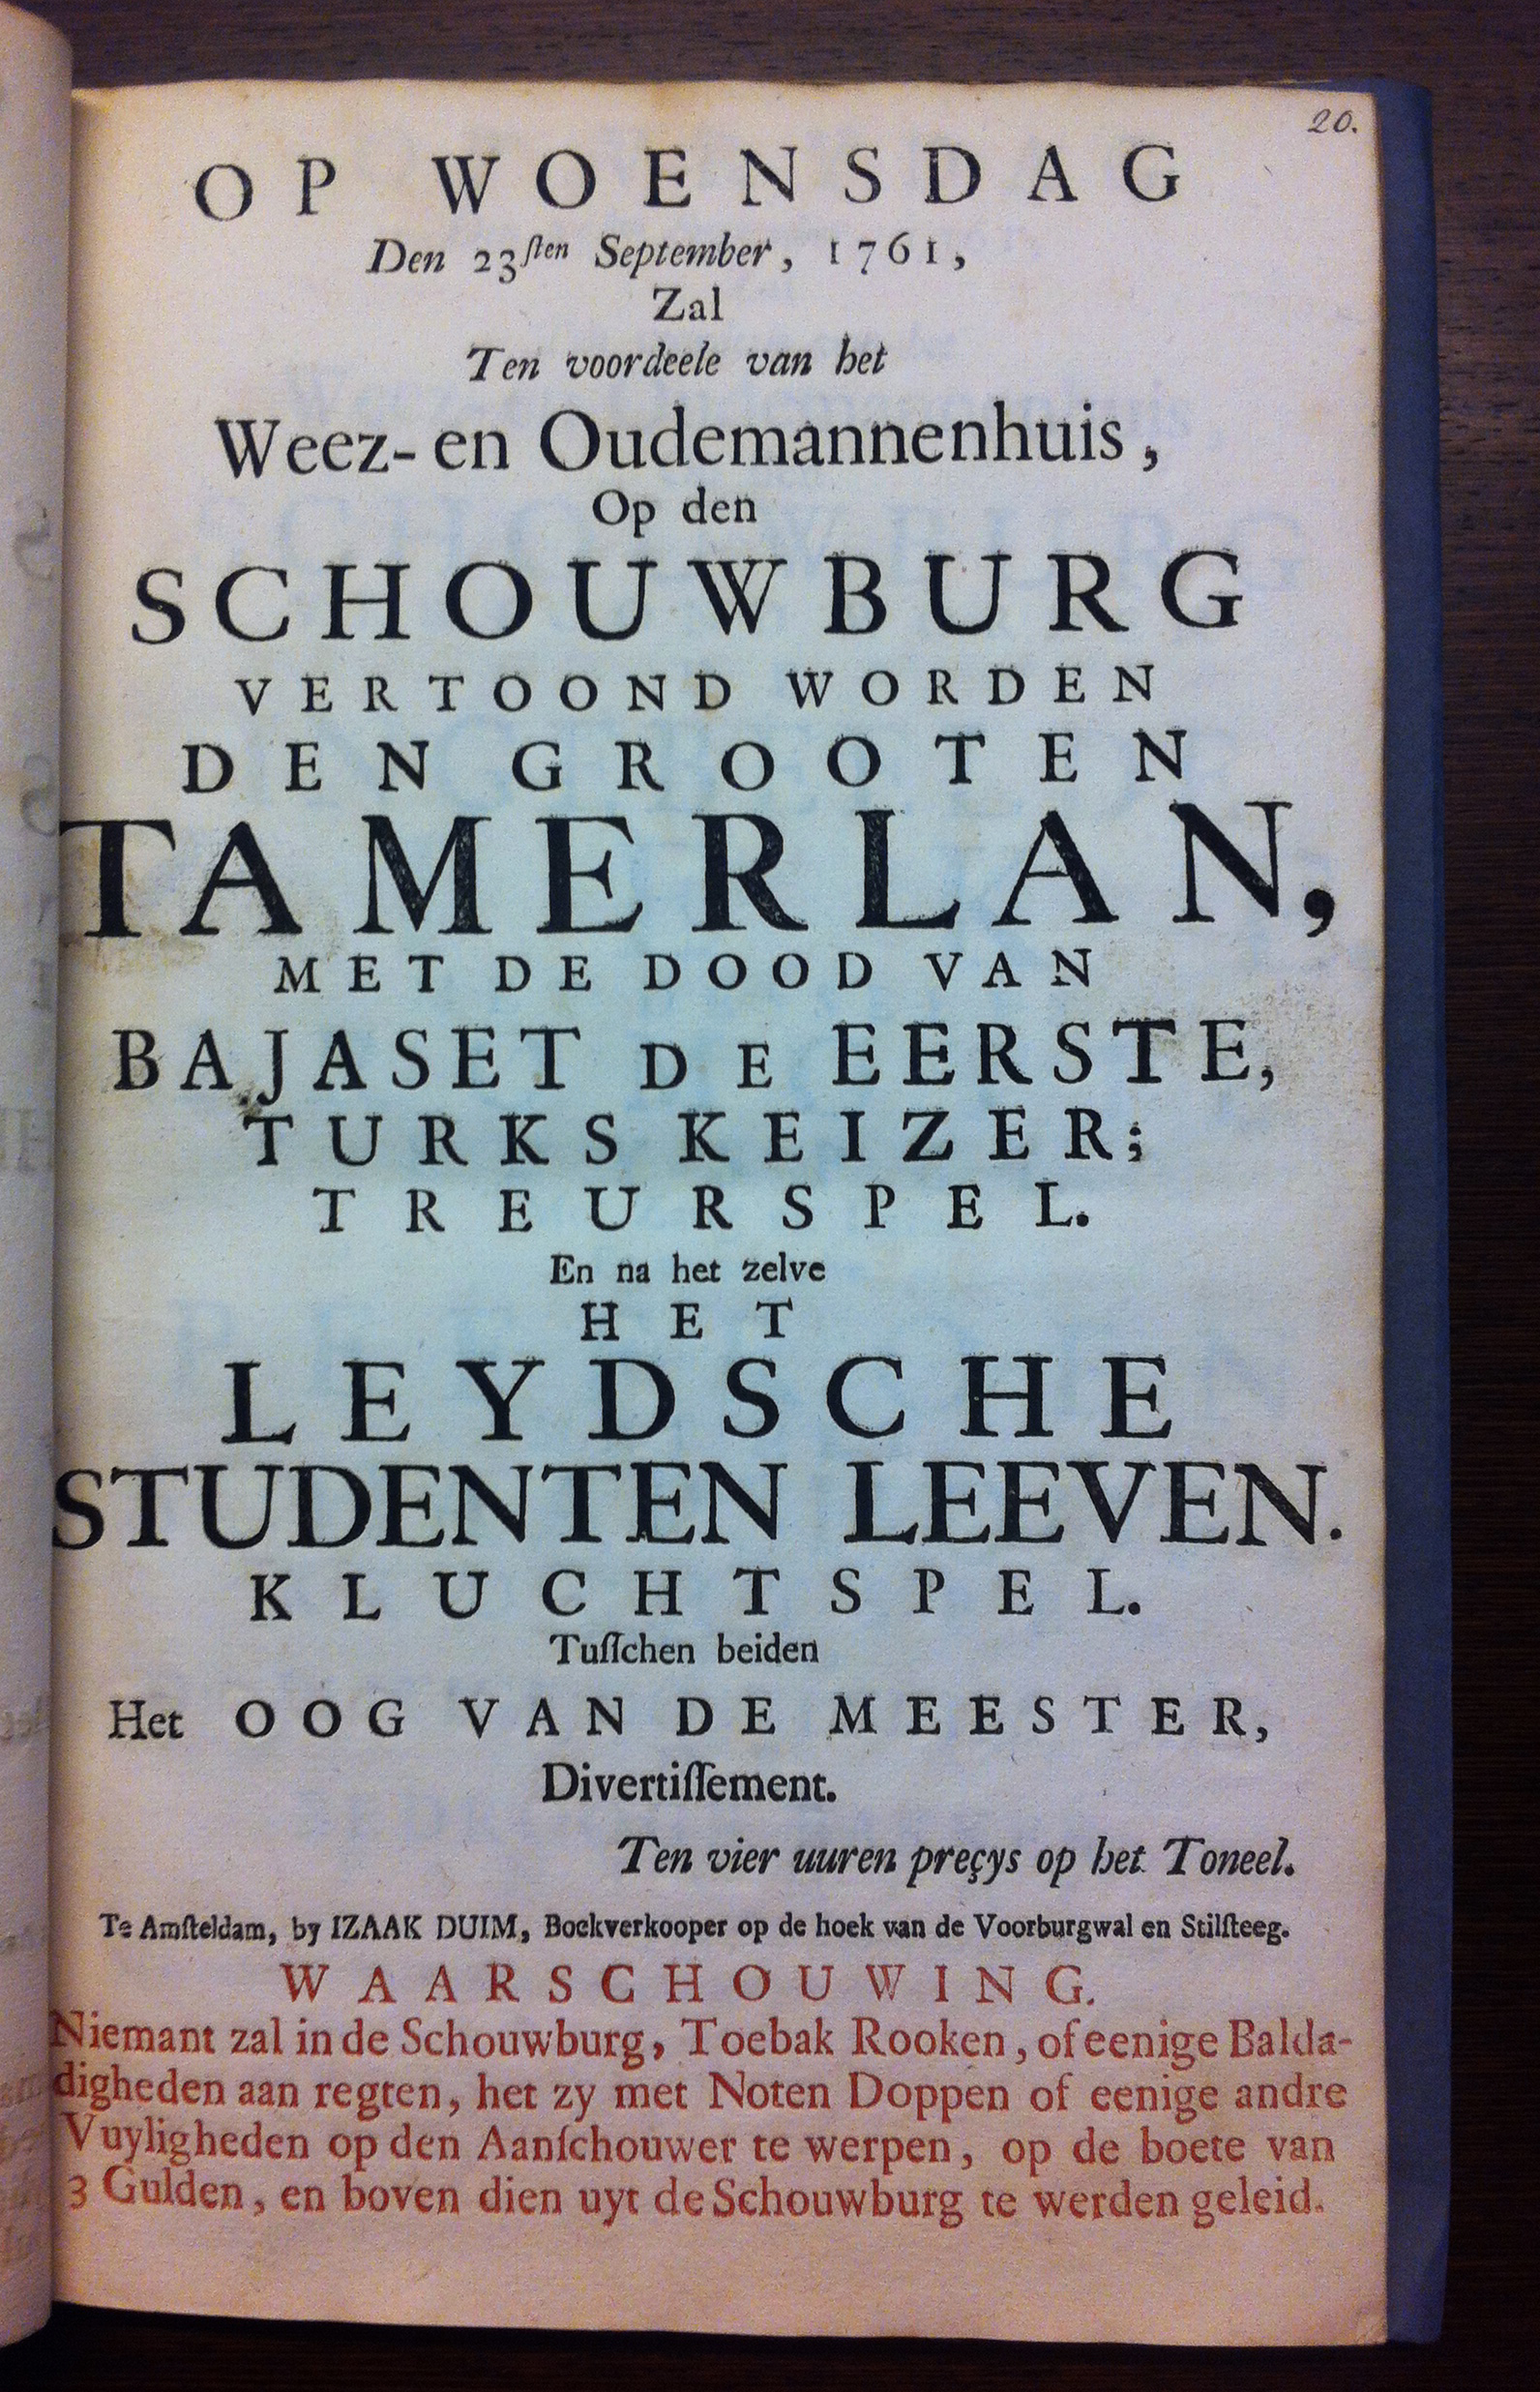 20.
OP WOENSDAG
Den 23ſten September, 1761,
Zal
Ten voordeele van het
Weez- en Oudemannenhuis,
Op den
SCHOUWBURG
VERTOOND WORDEN
DEN GROOTEN
TAMERLAN,
MET DE DOOD VAN
BAJASET DE EERSTE,
TURKS KEIZER;
TREURSPEL.
En na het zelve
HET
LEYDSCHE
STUDENTEN LEEVEN.
KLUCHTSPEL.
Tuſſchen beiden
Het OOG VAN DE MEESTER,
Divertiſſement.
Ten vier uuren preçys op het Toneel.
Te Amſteldam, by IZAAK DUIM, Boekverkooper op de hoek van de Voorburgwal en Stilſteeg.
WAARSCHOUWING.
Niemant zal in de Schouwburg, Toebak Rooken, of eenige Balda-
digheden aan regten, het zy met Noten Doppen of eenige andre
Vuyligheden op den Aanſchouwer te werpen, op de boete van
3 Gulden, en boven dien uyt de Schouwburg te werden geleid.